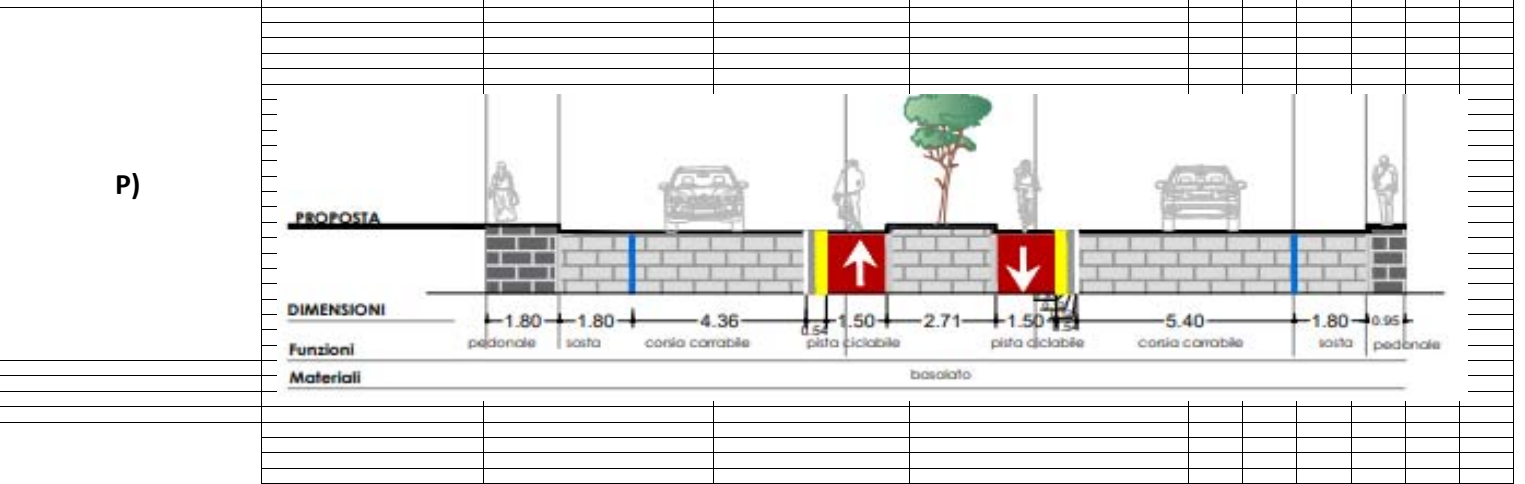 P)
PROPOSTA
DIMENSIONI
1.80 1.80 4.36 0.54 1.50 2.71 1.50 5.40 1.80 0.95
pedonale sosta corsia carrabile pista ciclabile pista ciclabile corsia carrabile sosta pedonale
Funzioni
Materiali basolato